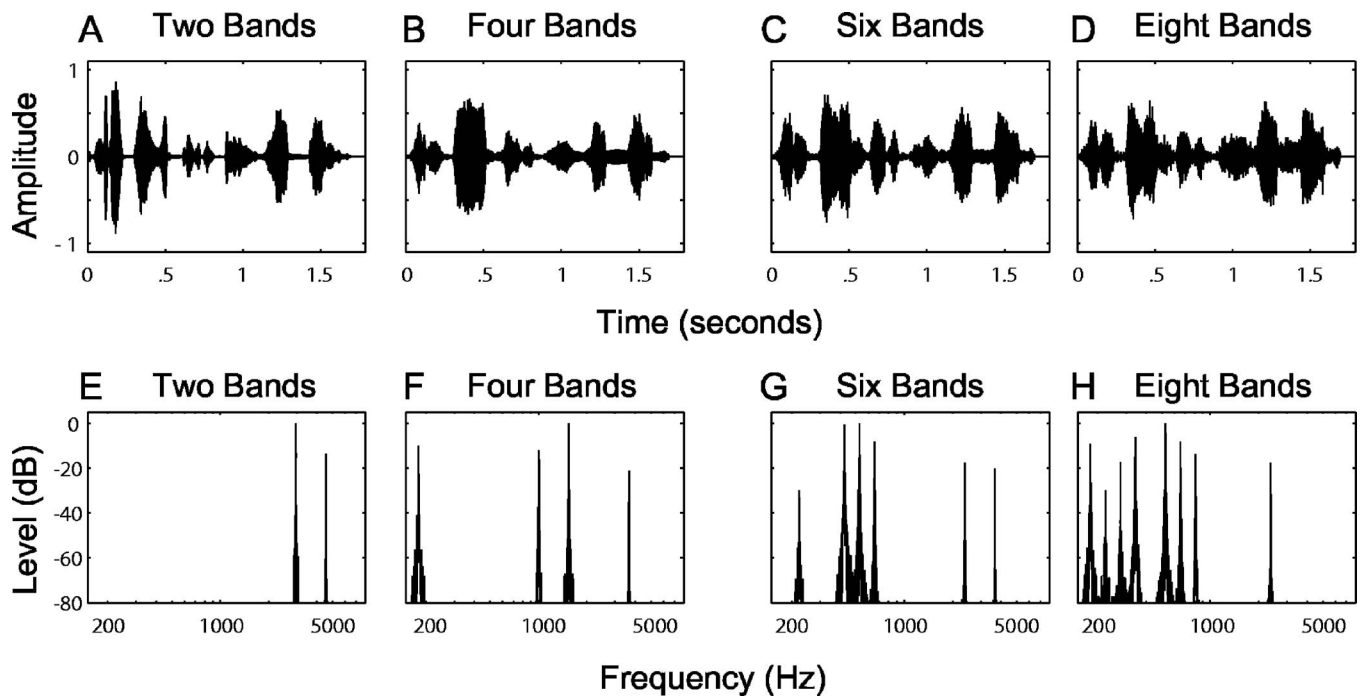 A Two Bands B Four Bands C Six Bands D Eight Bands
1
0
- 1
Amplitude
0 .5 1 1.5 0 .5 1 1.5 0 .5 1 1.5 0 .5 1 1.5
Time (seconds)
E Two Bands F Four Bands G Six Bands H Eight Bands
0
-20
-40
-60
-80
Level (dB)
200 1000 5000 200 1000 5000 200 1000 5000 200 1000 5000
Frequency (Hz)